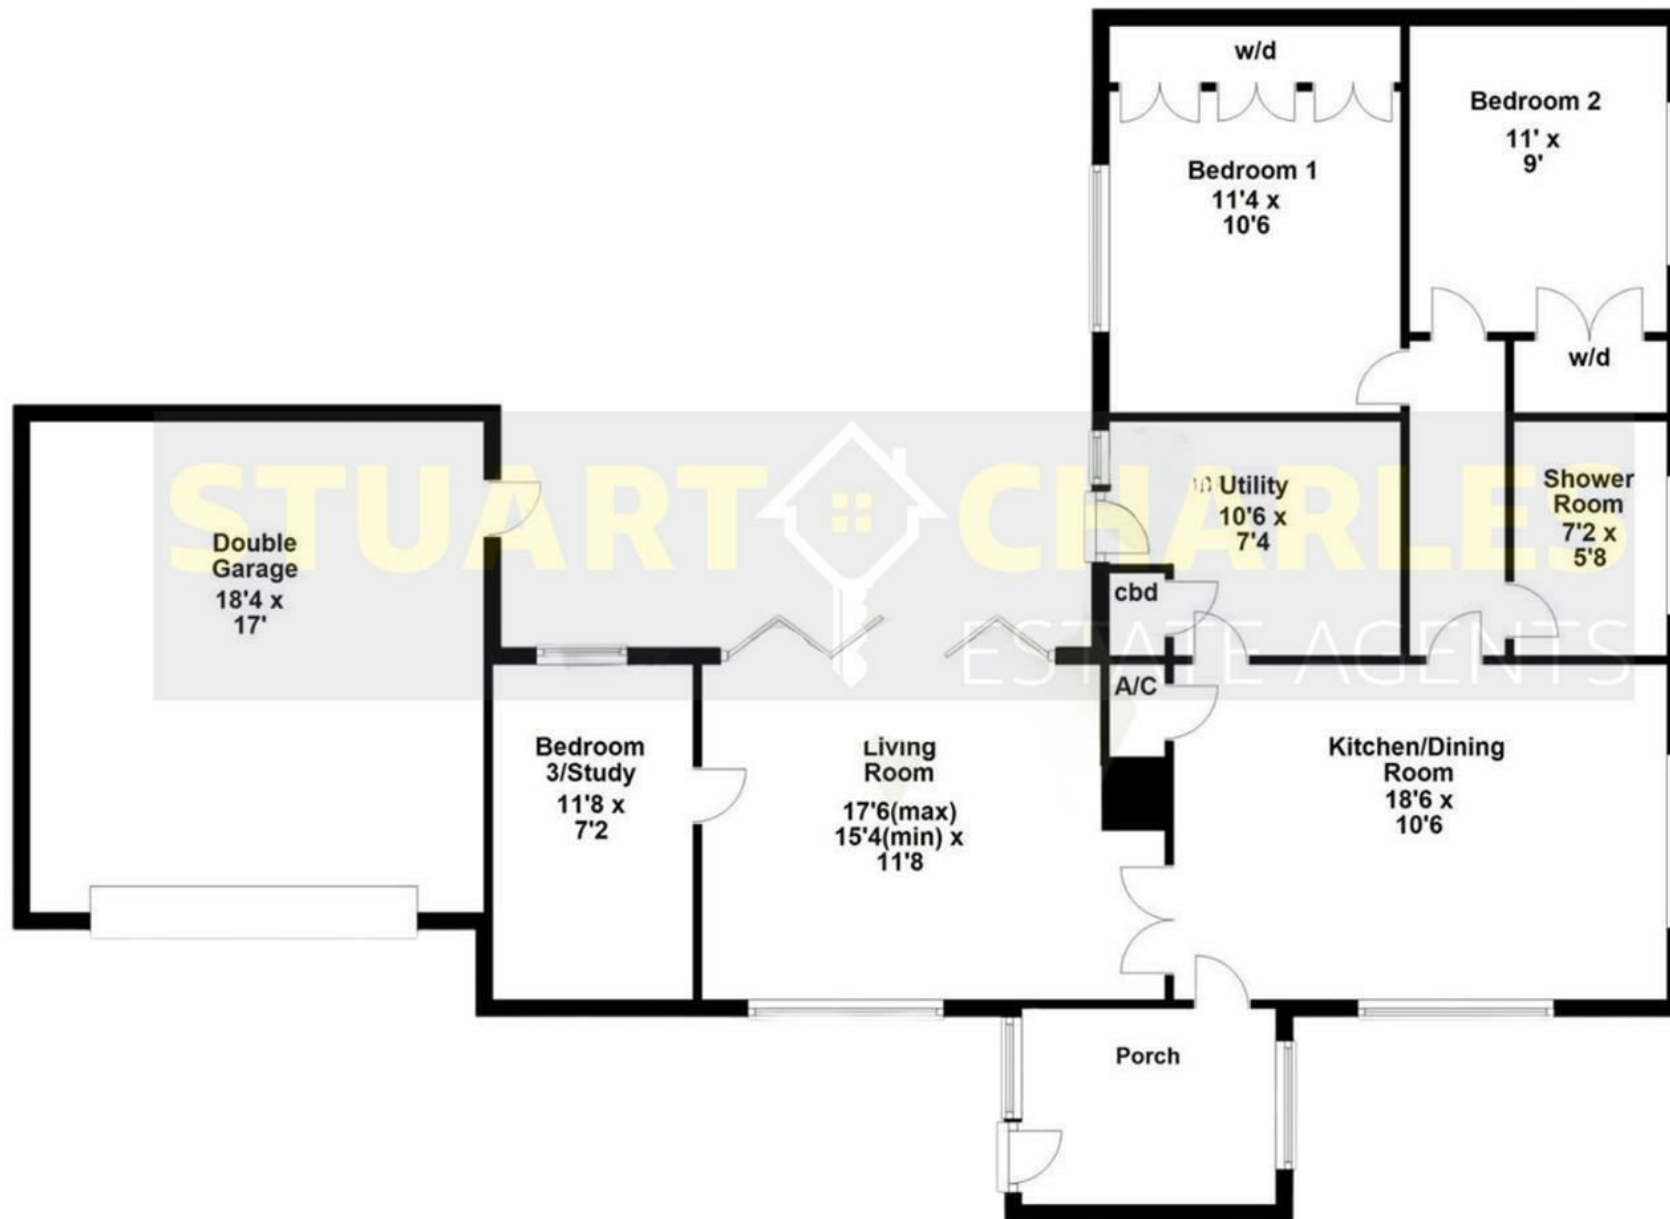 w/d
Bedroom 2
11' x
9'
Bedroom 1
11'4 x
10'6
w/d
STUART CHARLES
ESTATE AGENTS
Utility
10'6 x
7'4
Shower
Room
7'2 x
5'8
Double
Garage
18'4 x
17'
cbd
A/C
Bedroom
3/Study
11'8 x
7'2
Living
Room
17'6(max)
15'4(min) x
11'8
Kitchen/Dining
Room
18'6 x
10'6
Porch